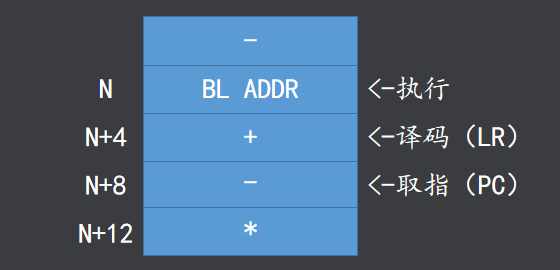 -
N BL ADDR <-执行
N+4 + <-译码（LR）
N+8 - <-取指（PC）
N+12 *